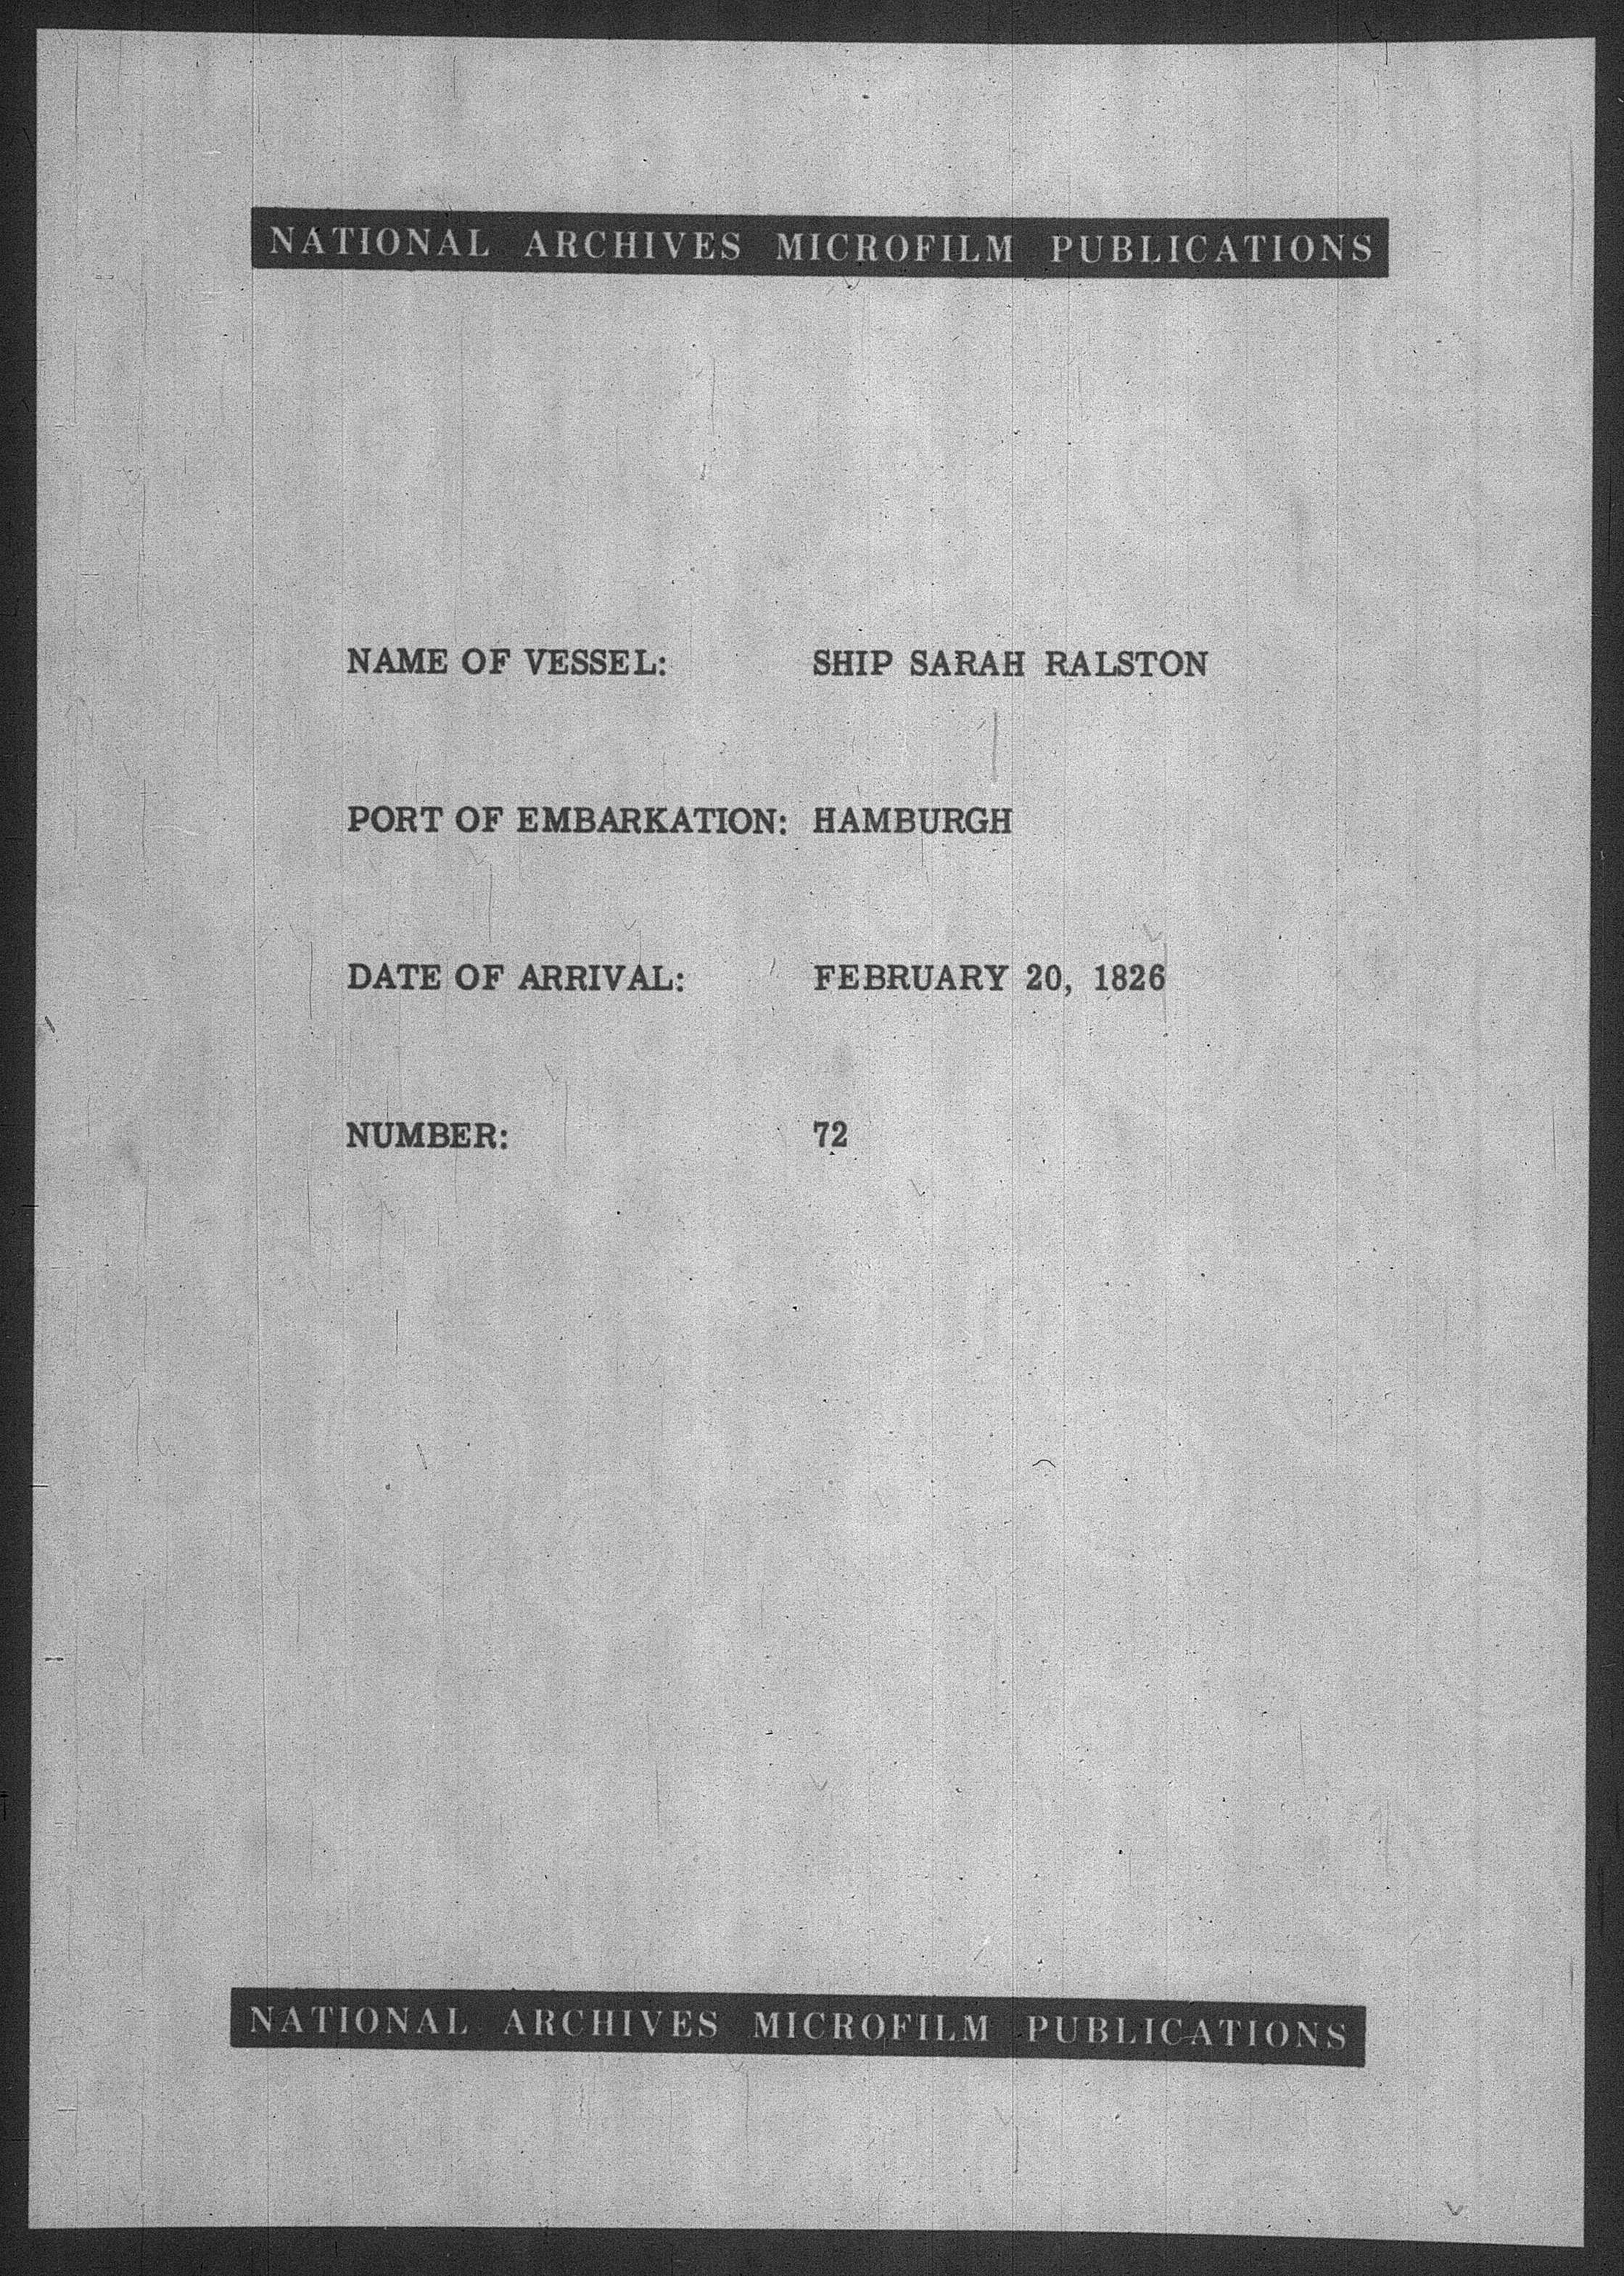 NATIONAL ARCHIVES MICROFILM PUBLICATIONS
NAME OF VESSEL: SHIP SARAH RALSTON
PORT OF EMBARKATION: HAMBURGH
DATE OF ARRIVAL: FEBRUARY 20, 1826
NUMBER: 72
NATIONAL ARCHIVES MICROFILM PUBLICATIONS